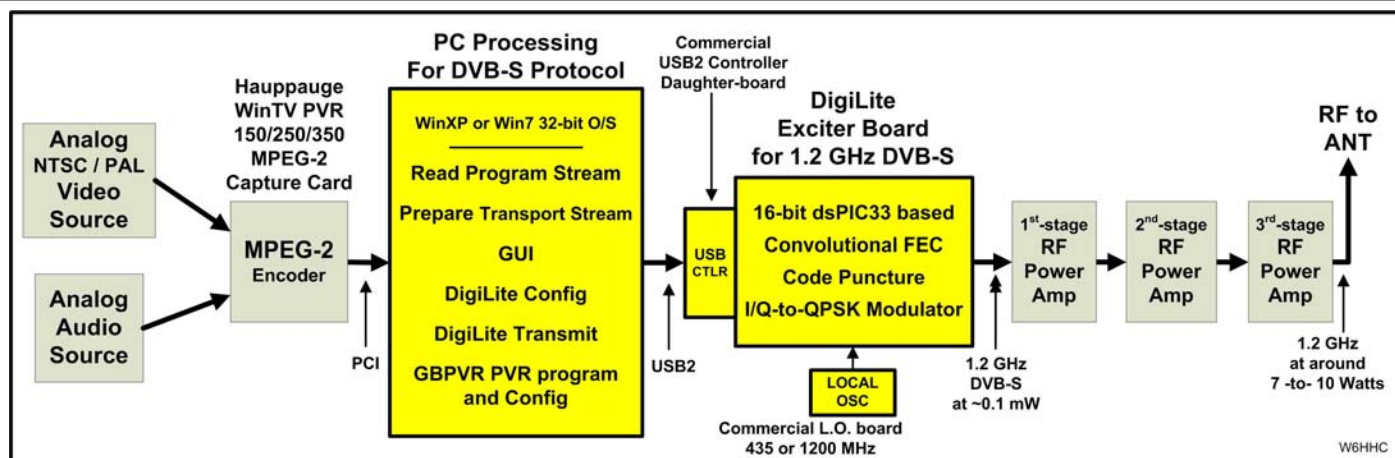 Analog
NTSC / PAL
Video
Source
Analog
Audio
Source
Hauppauge
WinTV PVR
150/250/350
MPEG-2
Capture Card
MPEG-2
Encoder
PCI
PC Processing
For DVB-S Protocol
WinXP or Win7 32-bit O/S
Read Program Stream
Prepare Transport Stream
GUI
DigiLite Config
DigiLite Transmit
GBPVR PVR program
and Config
USB2
Commercial
USB2 Controller
Daughter-board
USB
CTLR
DigiLite
Exciter Board
for 1.2 GHz DVB-S
16-bit dsPIC33 based
Convolutional FEC
Code Puncture
I/Q-to-QPSK Modulator
LOCAL
OSC
Commercial L.O. board
435 or 1200 MHz
1.2 GHz
DVB-S
at ~0.1 mW
1st-stage
RF
Power
Amp
2nd-stage
RF
Power
Amp
3rd-stage
RF
Power
Amp
RF to
ANT
1.2 GHz
at around
7 -to- 10 Watts
W6HHC